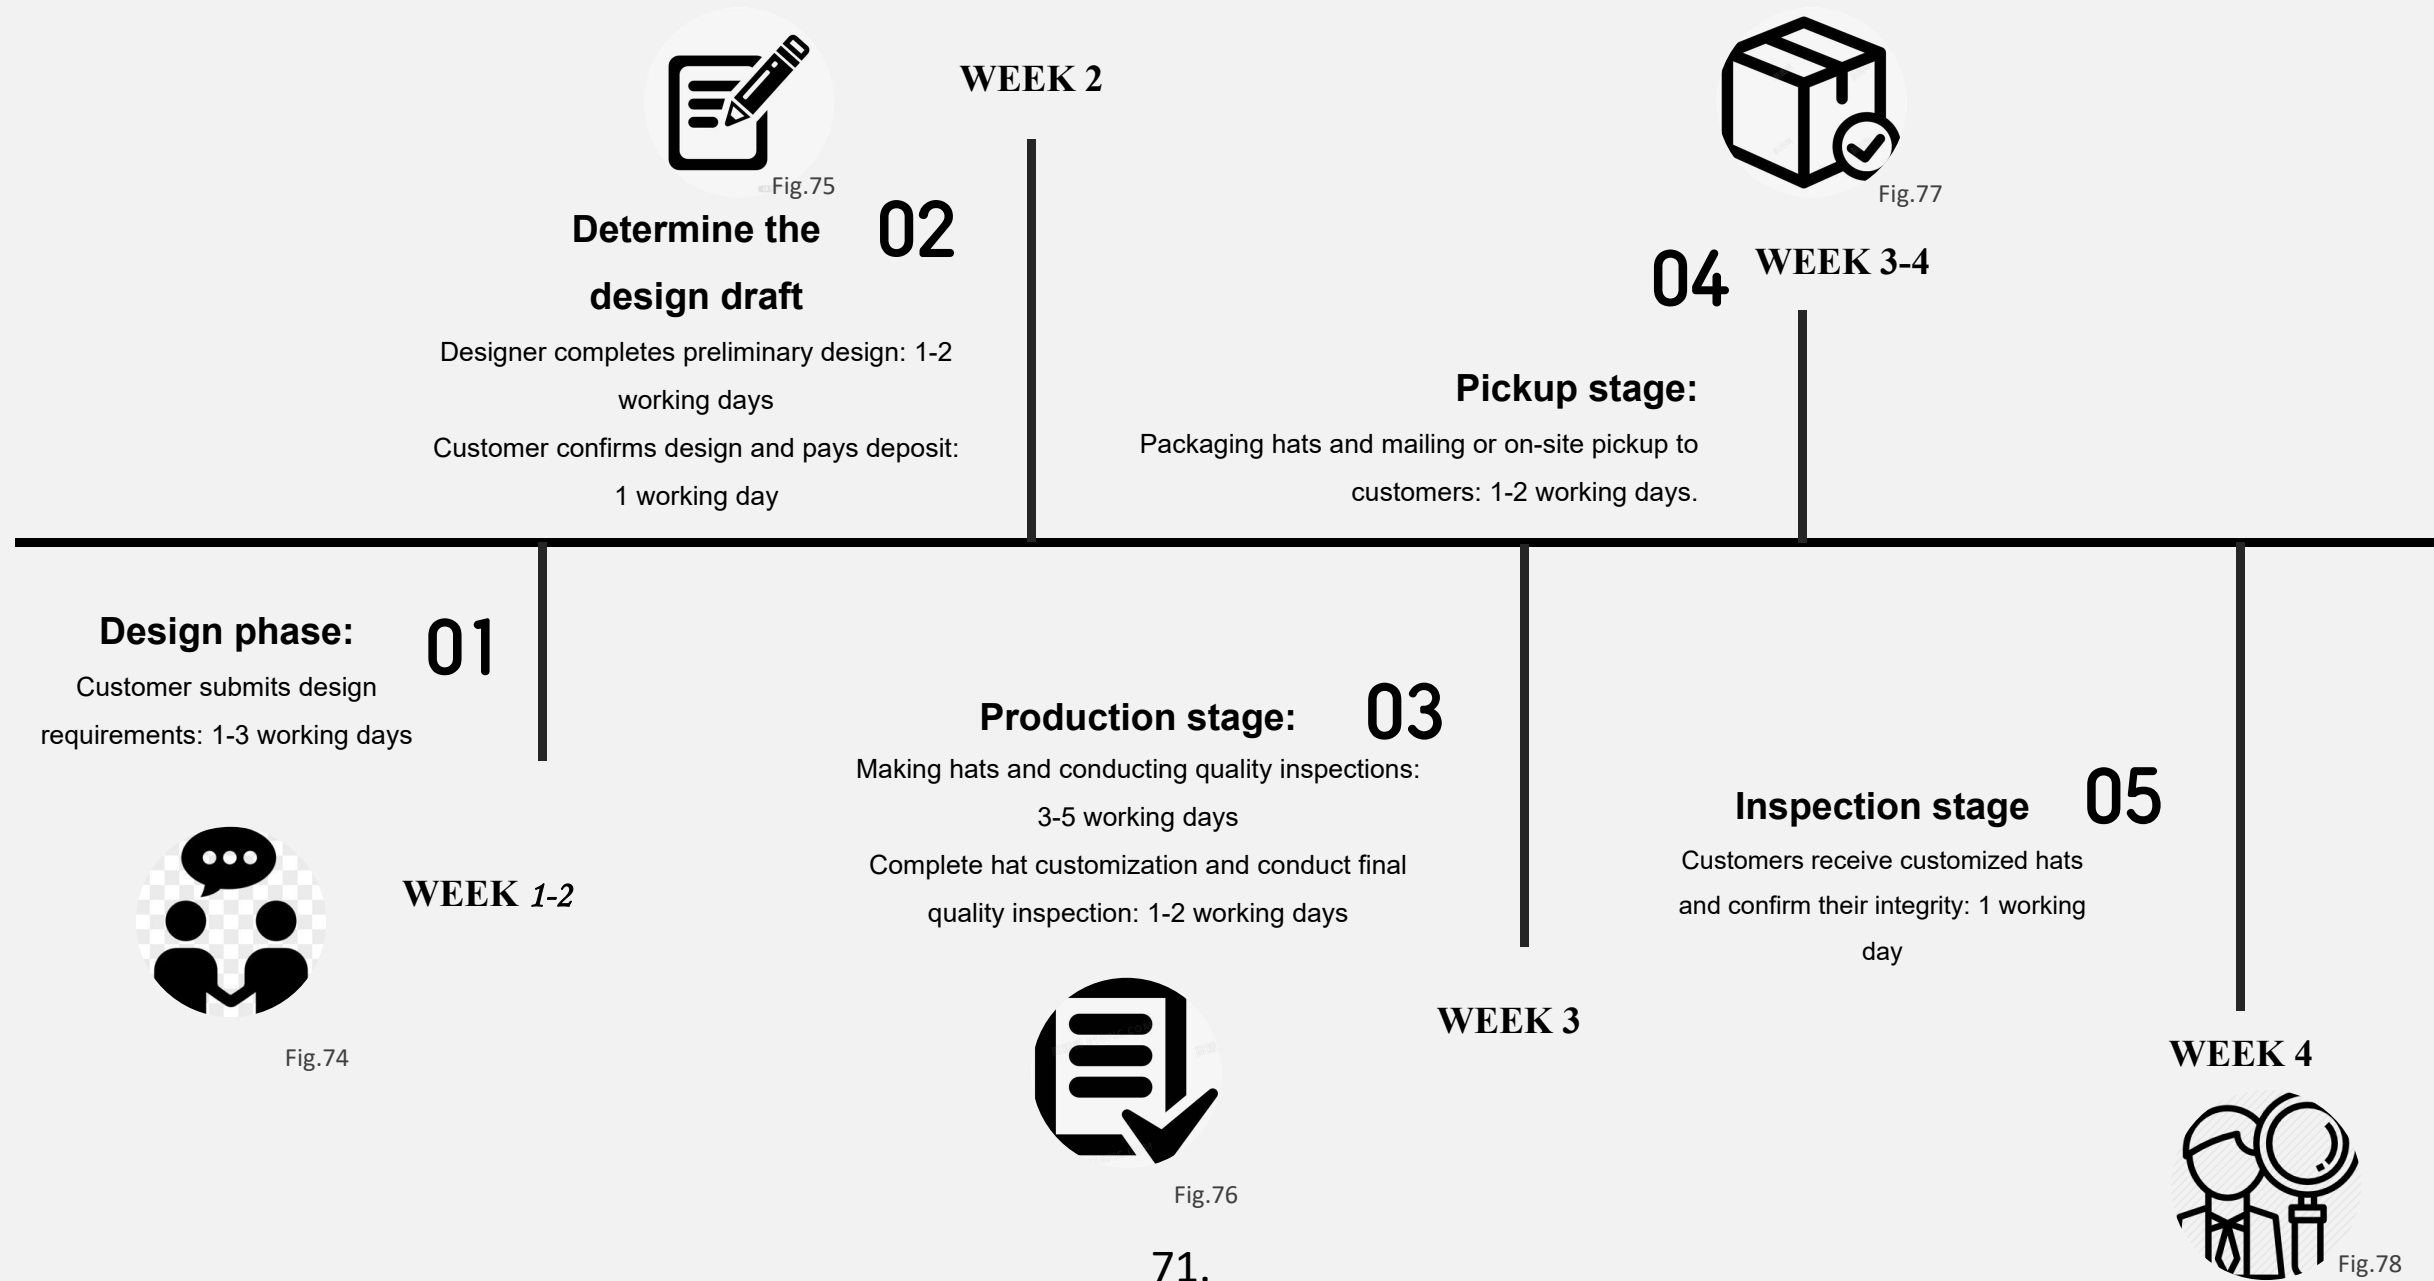 Design phase:
01
Customer submits design
requirements: 1-3 working days
WEEK 1-2
Fig.74
Fig.75
WEEK 2
Determine the
02
design draft
Designer completes preliminary design: 1-2
working days
Customer confirms design and pays deposit:
1 working day
Production stage:
03
Making hats and conducting quality inspections:
3-5 working days
Complete hat customization and conduct final
quality inspection: 1-2 working days
WEEK 3
Fig.76
Fig.77
04
WEEK 3-4
Pickup stage:
Packaging hats and mailing or on-site pickup to
customers: 1-2 working days.
Inspection stage
05
Customers receive customized hats
and confirm their integrity: 1 working
day
WEEK 4
Fig.78
71.